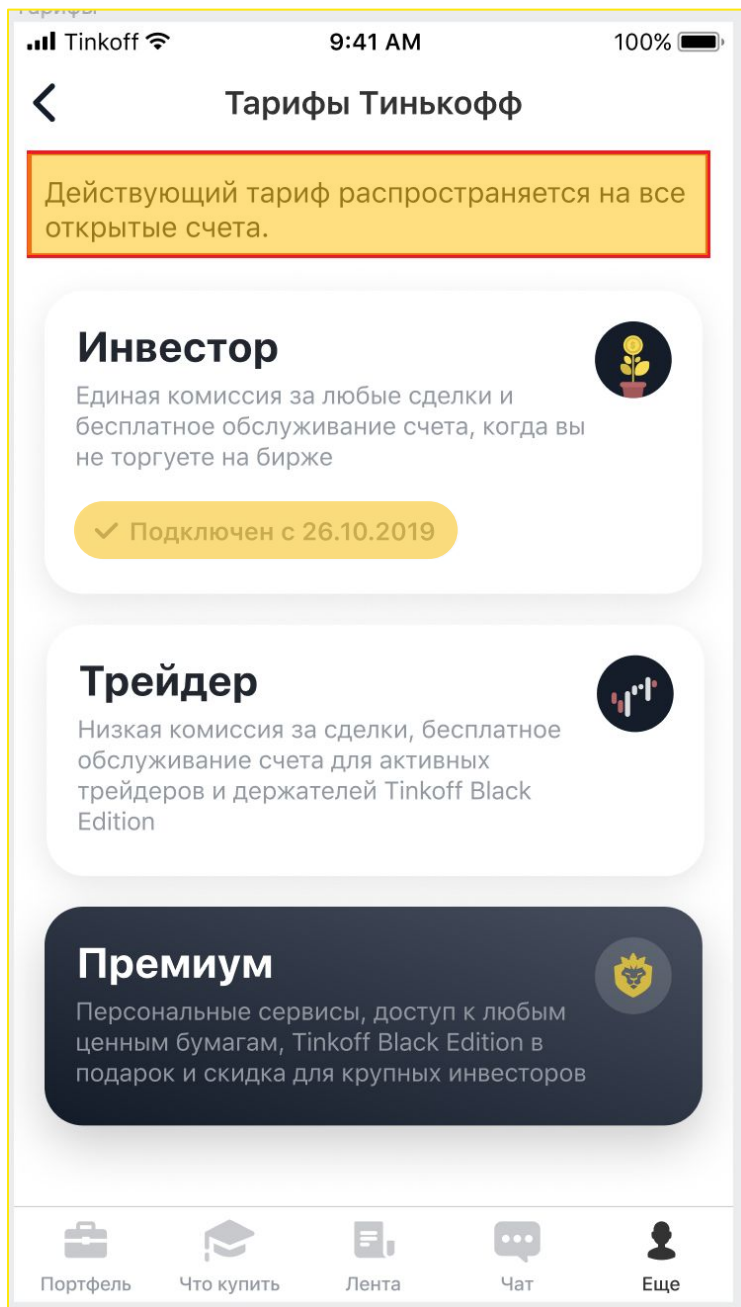 Тарифы
Tinkoff 9:41 AM 100%
Тарифы Тинькофф
Действующий тариф распространяется на все
открытые счета.
Инвестор
Единая комиссия за любые сделки и
бесплатное обслуживание счета, когда вы
не торгуете на бирже
Подключен с 26.10.2019
Трейдер
Низкая комиссия за сделки, бесплатное
обслуживание счета для активных
трейдеров и держателей Tinkoff Black
Edition
Премиум
Персональные сервисы, доступ к любым
ценным бумагам, Tinkoff Black Edition в
подарок и скидка для крупных инвесторов
Портфель Что купить Лента Чат Еще